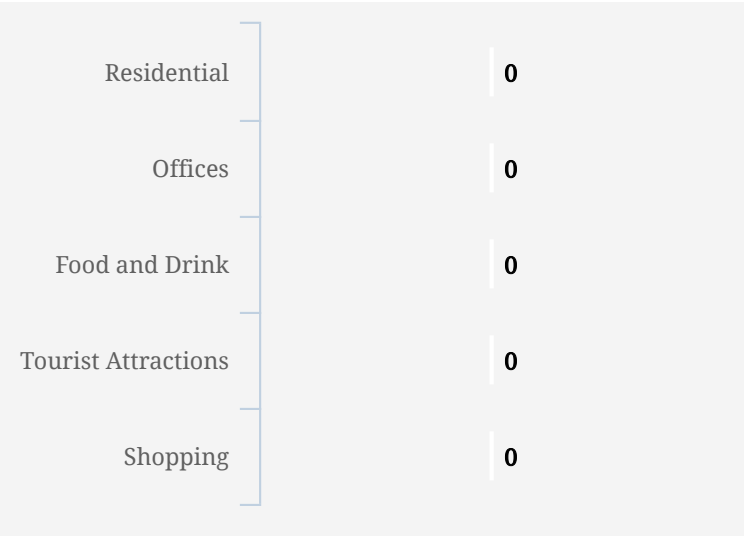 Residential 0
Offices 0
Food and Drink 0
Tourist Attractions 0
Shopping 0